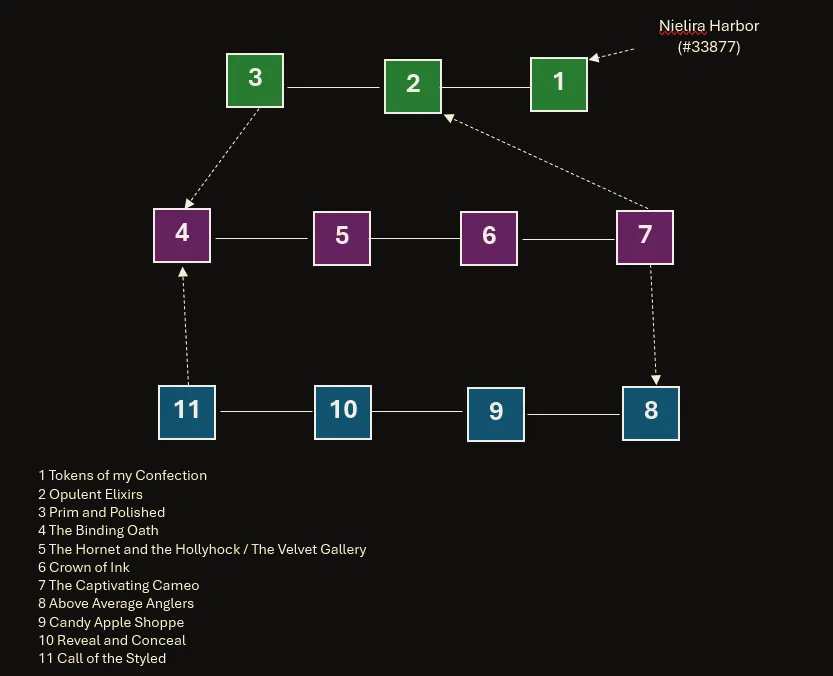 Nielira Harbor
(#33877)
3
2
1
4
5
6
7
11
10
9
8
1 Tokens of my Confection
2 Opulent Elixirs
3 Prim and Polished
4 The Binding Oath
5 The Hornet and the Hollyhock / The Velvet Gallery
6 Crown of Ink
7 The Captivating Cameo
8 Above Average Anglers
9 Candy Apple Shoppe
10 Reveal and Conceal
11 Call of the Styled